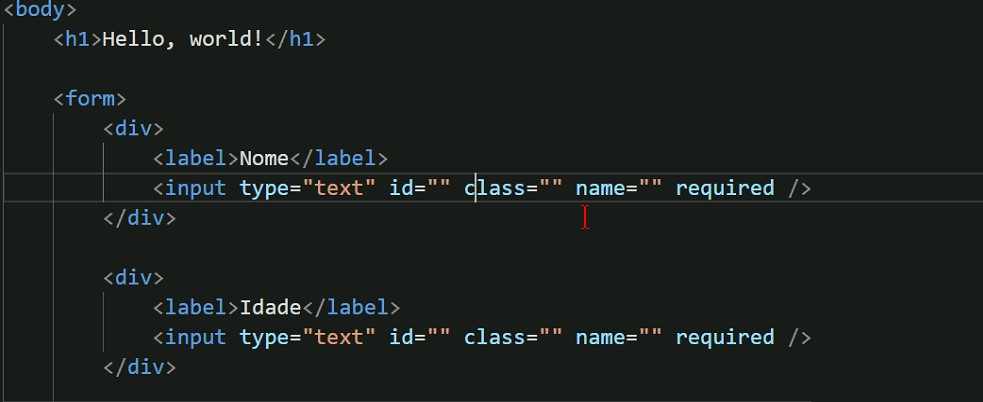 <body>
<h1>Hello, world!</h1>
<form>
<div>
<label>Nome</label>
<input type="text" id="" class="" name="" required />
</div>
<div>
<label>Idade</label>
<input type="text" id="" class="" name="" required />
</div>